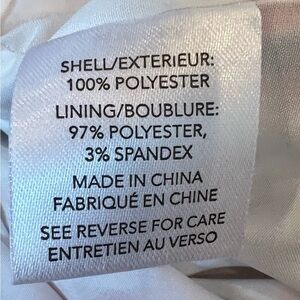 SHELL/EXTERIEUR:
100% POLYESTER
LINING/BOUBLURE:
97% POLYESTER,
3% SPANDEX
MADE IN CHINA
FABRIQUÉ EN CHINE
SEE REVERSE FOR CARE
ENTRETIEN AU VERSO